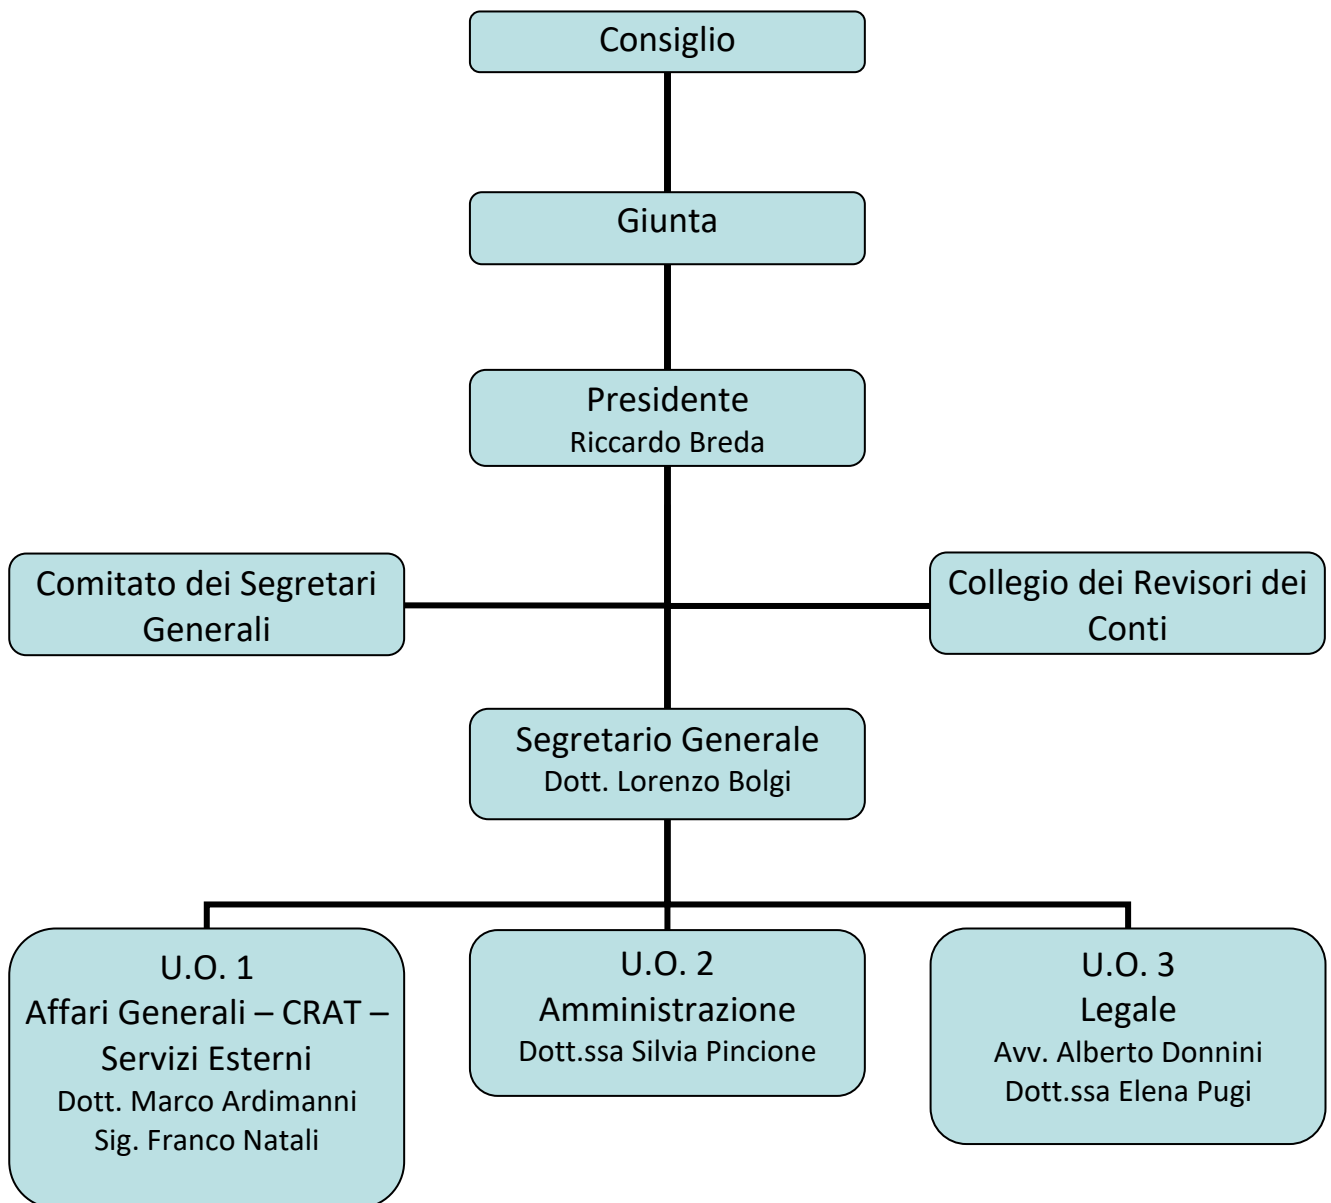 Consiglio
Giunta
Presidente
Riccardo Breda
Comitato dei Segretari
Generali
Collegio dei Revisori dei
Conti
Segretario Generale
Dott. Lorenzo Bolgi
U.O. 1
Affari Generali – CRAT –
Servizi Esterni
Dott. Marco Ardimanni
Sig. Franco Natali
U.O. 2
Amministrazione
Dott.ssa Silvia Pincione
U.O. 3
Legale
Avv. Alberto Donnini
Dott.ssa Elena Pugi